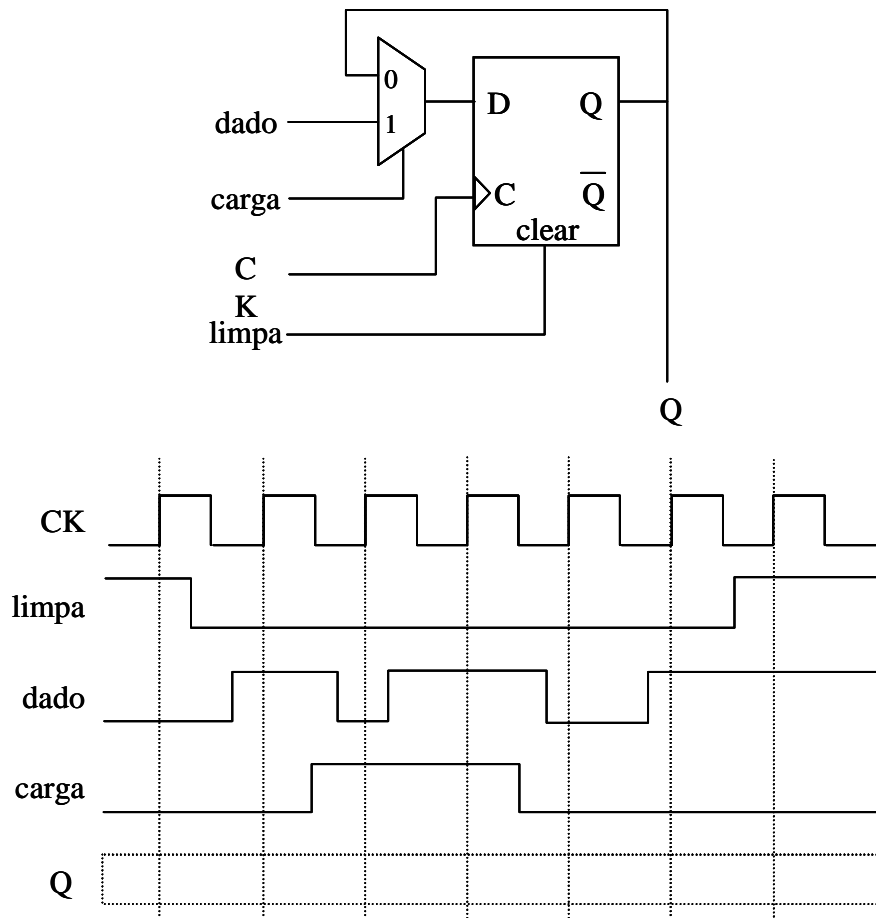 0
D Q
dado 1
Q
carga C
clear
C
K
limpa
Q
CK
limpa
dado
carga
Q